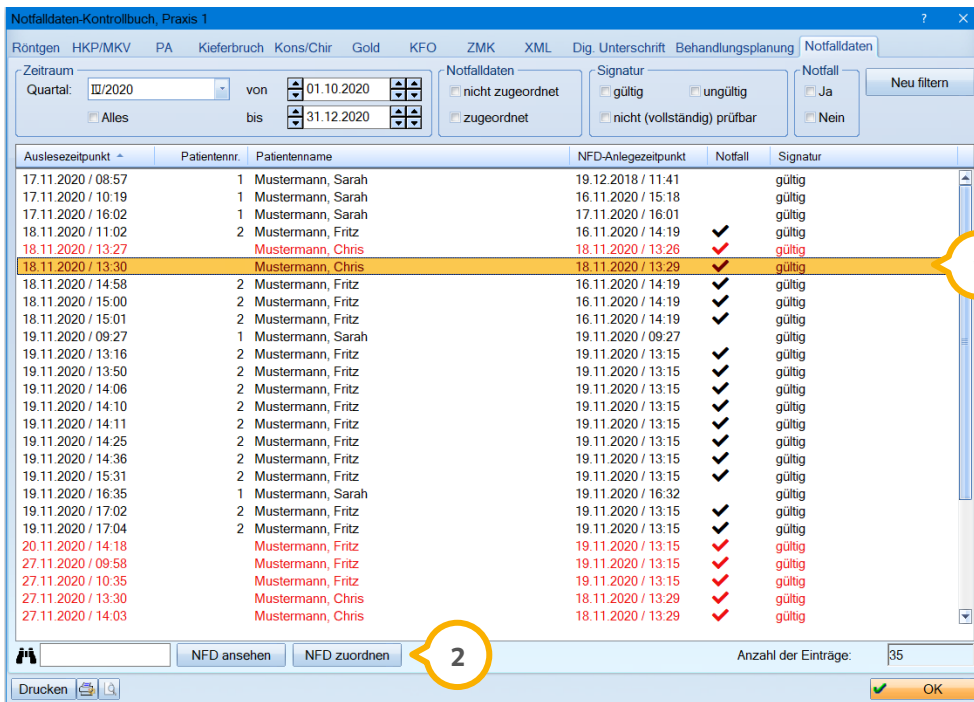 Notfalldaten-Kontrollbuch, Praxis 1 ? ×
Röntgen HKP/MKV PA Kieferbruch Kons/Chir Gold KFO ZMK XML Dig. Unterschrift Behandlungsplanung Notfalldaten
Zeitraum Notfalldaten Signatur Notfall
Quartal: IV/2020 von 01.10.2020 nicht zugeordnet gültig ungültig Ja Neu filtern
Alles bis 31.12.2020 zugeordnet nicht (vollständig) prüfbar Nein
Auslesezeitpunkt Patientennr. Patientenname NFD-Anlegezeitpunkt Notfall Signatur
17.11.2020 / 08:57 1 Mustermann, Sarah 19.12.2018 / 11:41 gültig
17.11.2020 / 10:19 1 Mustermann, Sarah 16.11.2020 / 15:18 gültig
17.11.2020 / 16:02 1 Mustermann, Sarah 17.11.2020 / 16:01 gültig
18.11.2020 / 11:02 2 Mustermann, Fritz 16.11.2020 / 14:19 ✔ gültig
18.11.2020 / 13:27 Mustermann, Chris 18.11.2020 / 13:26 ✔ gültig
18.11.2020 / 13:30 Mustermann, Chris 18.11.2020 / 13:29 ✔ gültig
18.11.2020 / 14:58 2 Mustermann, Fritz 16.11.2020 / 14:19 ✔ gültig
18.11.2020 / 15:00 2 Mustermann, Fritz 16.11.2020 / 14:19 ✔ gültig
18.11.2020 / 15:01 2 Mustermann, Fritz 16.11.2020 / 14:19 ✔ gültig
19.11.2020 / 09:27 1 Mustermann, Sarah 19.11.2020 / 09:27 gültig
19.11.2020 / 13:16 2 Mustermann, Fritz 19.11.2020 / 13:15 ✔ gültig
19.11.2020 / 13:50 2 Mustermann, Fritz 19.11.2020 / 13:15 ✔ gültig
19.11.2020 / 14:06 2 Mustermann, Fritz 19.11.2020 / 13:15 ✔ gültig
19.11.2020 / 14:10 2 Mustermann, Fritz 19.11.2020 / 13:15 ✔ gültig
19.11.2020 / 14:11 2 Mustermann, Fritz 19.11.2020 / 13:15 ✔ gültig
19.11.2020 / 14:25 2 Mustermann, Fritz 19.11.2020 / 13:15 ✔ gültig
19.11.2020 / 14:36 2 Mustermann, Fritz 19.11.2020 / 13:15 ✔ gültig
19.11.2020 / 15:31 2 Mustermann, Fritz 19.11.2020 / 13:15 ✔ gültig
19.11.2020 / 16:35 1 Mustermann, Sarah 19.11.2020 / 16:32 gültig
19.11.2020 / 17:02 2 Mustermann, Fritz 19.11.2020 / 13:15 ✔ gültig
19.11.2020 / 17:04 2 Mustermann, Fritz 19.11.2020 / 13:15 ✔ gültig
20.11.2020 / 14:18 Mustermann, Fritz 19.11.2020 / 13:15 ✔ gültig
27.11.2020 / 09:58 Mustermann, Fritz 19.11.2020 / 13:15 ✔ gültig
27.11.2020 / 10:35 Mustermann, Fritz 19.11.2020 / 13:15 ✔ gültig
27.11.2020 / 13:30 Mustermann, Chris 18.11.2020 / 13:29 ✔ gültig
27.11.2020 / 14:03 Mustermann, Chris 18.11.2020 / 13:29 ✔ gültig
NFD ansehen NFD zuordnen 2 Anzahl der Einträge: 35
Drucken OK